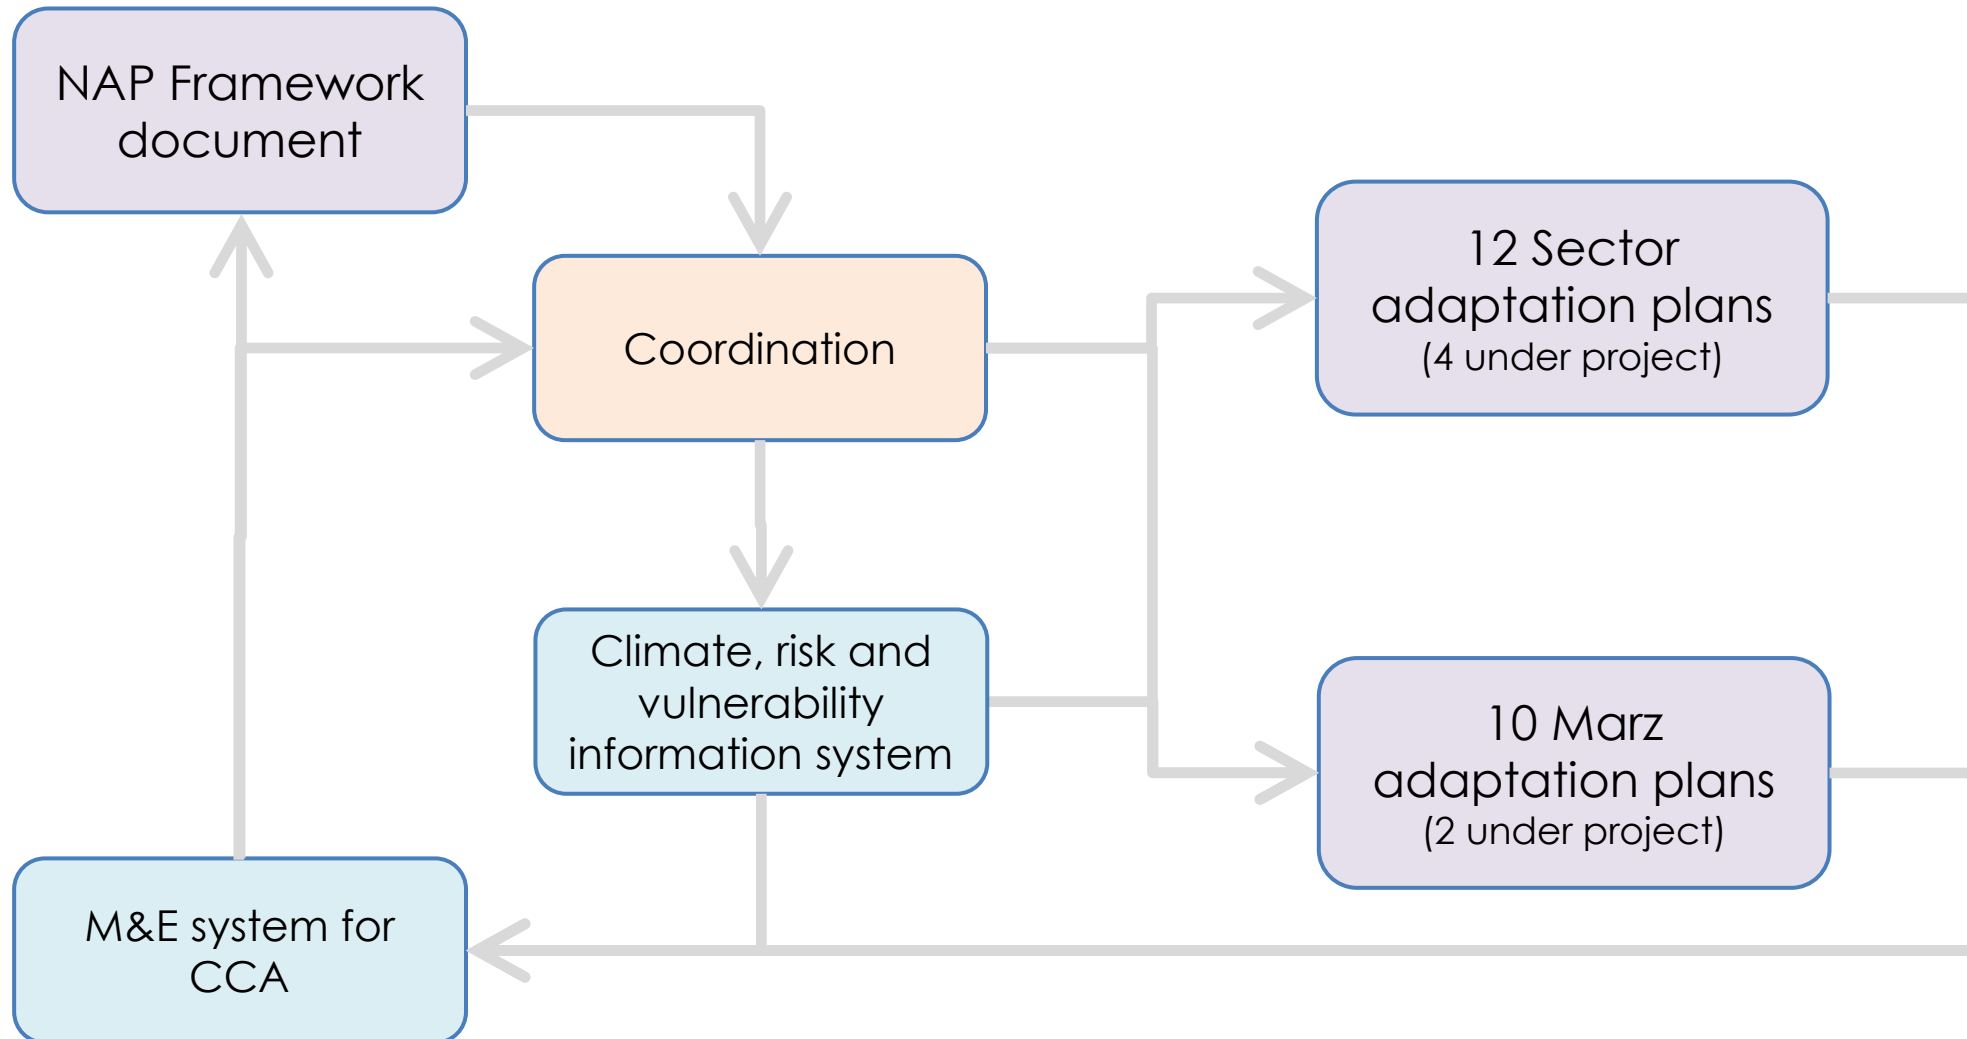 NAP Framework
document
Coordination
12 Sector
adaptation plans
(4 under project)
Climate, risk and
vulnerability
information system
10 Marz
adaptation plans
(2 under project)
M&E system for
CCA